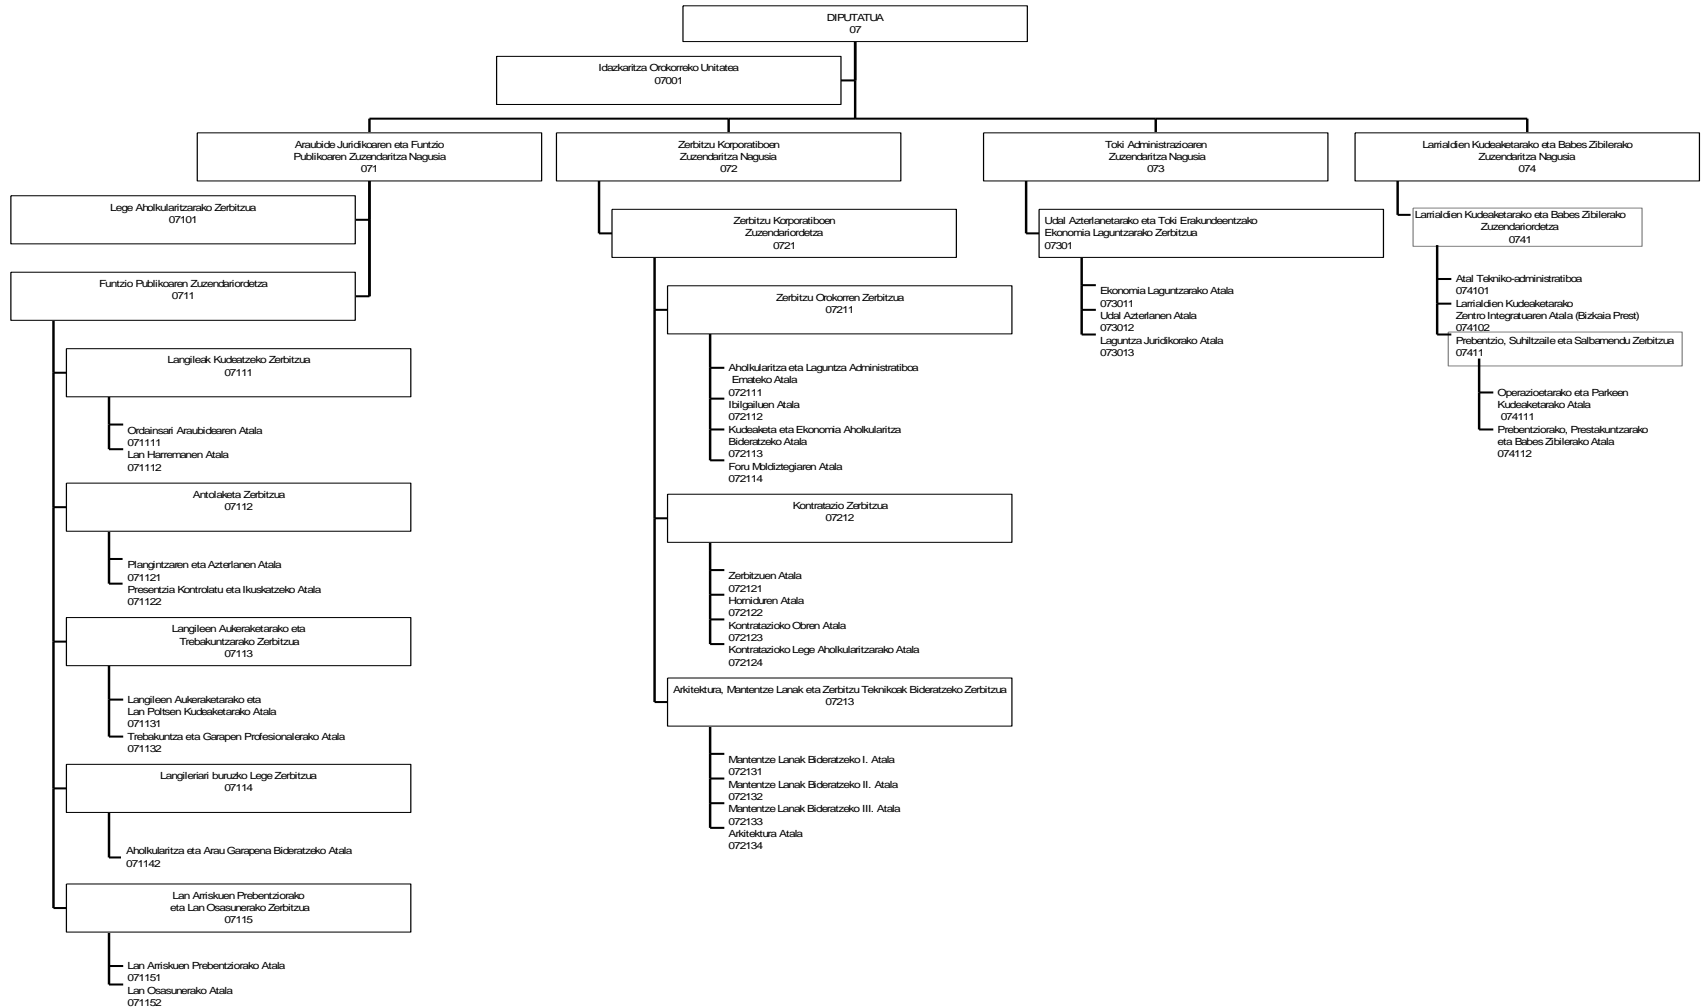 DIPUTATUA
07
Idazkaritza Orokorreko Unitatea
07001
Araubide Juridikoaren eta Funtzio
Publikoaren Zuzendaritza Nagusia
071
Lege Aholkularitzarako Zerbitzua
07101
Funtzio Publikoaren Zuzendariordetza
0711
Langileak Kudeatzeko Zerbitzua
07111
Ordainsari Araubidearen Atala
071111
Lan Harremanen Atala
071112
Antolaketa Zerbitzua
07112
Plangintzaren eta Azterlanen Atala
071121
Presentzia Kontrolatu eta Ikuskatzeko Atala
071122
Langileen Aukeraketarako eta
Trebakuntzarako Zerbitzua
07113
Langileen Aukeraketarako eta
Lan Poltsen Kudeaketarako Atala
071131
Trebakuntza eta Garapen Profesionalerako Atala
071132
Langileriari buruzko Lege Zerbitzua
07114
Aholkularitza eta Arau Garapena Bideratzeko Atala
071142
Lan Arriskuen Prebentziorako
eta Lan Osasunerako Zerbitzua
07115
Lan Arriskuen Prebentziorako Atala
071151
Lan Osasunerako Atala
071152
Zerbitzu Korporatiboen
Zuzendaritza Nagusia
072
Zerbitzu Korporatiboen
Zuzendariordetza
0721
Zerbitzu Orokorren Zerbitzua
07211
Aholkularitza eta Laguntza Administratiboa
Emateko Atala
072111
Ibilgailuen Atala
072112
Kudeaketa eta Ekonomia Aholkularitza
Bideratzeko Atala
072113
Foru Moldiztegiaren Atala
072114
Kontratazio Zerbitzua
07212
Zerbitzuen Atala
072121
Horniduren Atala
072122
Kontratazioko Obren Atala
072123
Kontratazioko Lege Aholkularitzarako Atala
072124
Arkitektura, Mantentze Lanak eta Zerbitzu Teknikoak Bideratzeko Zerbitzua
07213
Mantentze Lanak Bideratzeko I. Atala
072131
Mantentze Lanak Bideratzeko II. Atala
072132
Mantentze Lanak Bideratzeko III. Atala
072133
Arkitektura Atala
072134
Toki Administrazioaren
Zuzendaritza Nagusia
073
Udal Azterlanetarako eta Toki Erakundeentzako
Ekonomia Laguntzarako Zerbitzua
07301
Ekonomia Laguntzarako Atala
073011
Udal Azterlanen Atala
073012
Laguntza Juridikorako Atala
073013
Larrialdien Kudeaketarako eta Babes Zibilerako
Zuzendaritza Nagusia
074
Larrialdien Kudeaketarako eta Babes Zibilerako
Zuzendariordetza
0741
Atal Tekniko-administratiboa
074101
Larrialdien Kudeaketarako
Zentro Integratuaren Atala (Bizkaia Prest)
074102
Prebentzio, Suhiltzaile eta Salbamendu Zerbitzua
07411
Operazioetarako eta Parkeen
Kudeaketarako Atala
074111
Prebentziorako, Prestakuntzarako
eta Babes Zibilerako Atala
074112